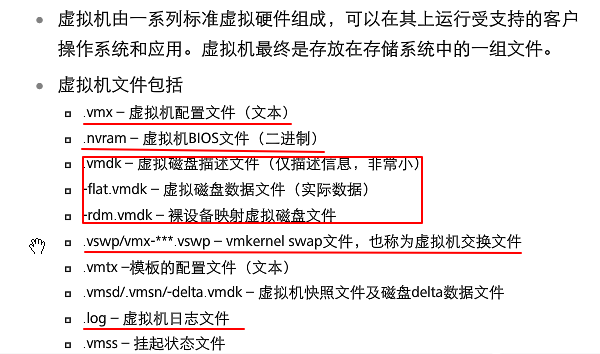 虚拟机由一系列标准虚拟硬件组成，可以在其上运行受支持的客户
操作系统和应用。虚拟机最终是存放在存储系统中的一组文件。
虚拟机文件包括
.vmx – 虚拟机配置文件（文本）
.nvram – 虚拟机BIOS文件（二进制）
.vmdk – 虚拟磁盘描述文件（仅描述信息，非常小）
-flat.vmdk – 虚拟磁盘数据文件（实际数据）
-rdm.vmdk – 裸设备映射虚拟磁盘文件
.vswp/vmx-***.vswp – vmkernel swap文件，也称为虚拟机交换文件
.vmtx –模板的配置文件（文本）
.vmsd/.vmsn/-delta.vmdk – 虚拟机快照文件及磁盘delta数据文件
.log – 虚拟机日志文件
.vmss – 挂起状态文件